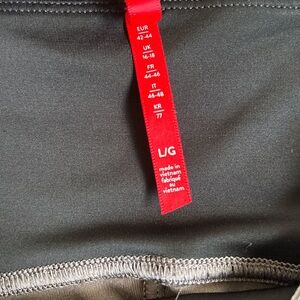 EUR
42-44
UK
16-18
FR
44-46
IT
46-48
KR
77
L/G
made in
vietnam
fabriqué
au
vietnam